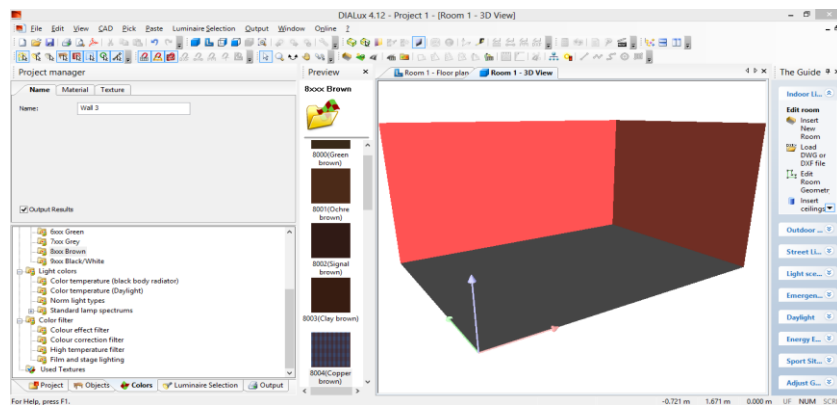 DIALux 4.12 - Project 1 - [Room 1 - 3D View]
File Edit View CAD Pick Paste Luminaire Selection Output Window Online ?
Project manager
Name Material Texture
Name: Wall 3
Output Results
6xxx Green
7xxx Grey
8xxx Brown
9xxx Black/White
Light colors
Color temperature (black body radiator)
Color temperature (Daylight)
Norm light types
Standard lamp spectrums
Color filter
Colour effect filter
Colour correction filter
High temperature filter
Film and stage lighting
Used Textures
Project Objects Colors Luminaire Selection Output
Preview
8xxx Brown
8000(Green
brown)
8001(Ochre
brown)
8002(Signal
brown)
8003(Clay brown)
8004(Copper
brown)
Room 1 - Floor plan Room 1 - 3D View
The Guide
Indoor Li...
Edit room
Insert
New
Room
Load
DWG or
DXF file
Edit
Room
Geometr
Insert
ceilings
Outdoor ...
Street Li...
Light sce...
Emergen...
Daylight
Energy E...
Sport Sit...
Adjust G...
For Help, press F1.
-0.721 m 1.671 m 0.000 m UF NUM SCR